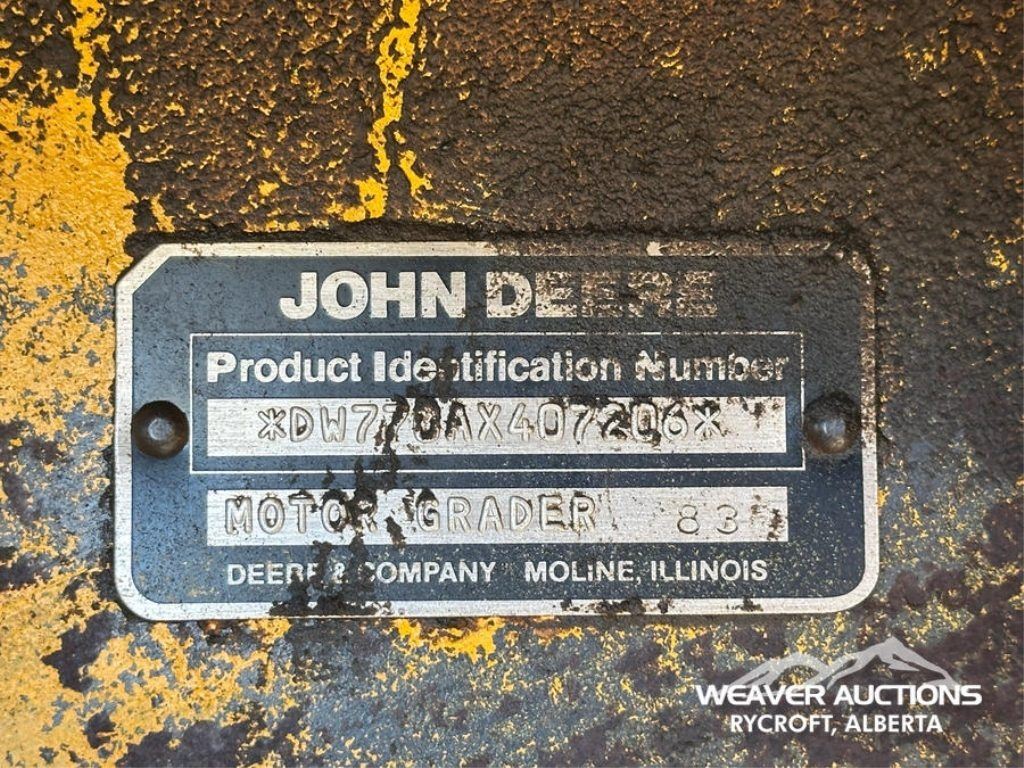 JOHN DEERE
Product Identification Number
*DW770AX407206*
MOTOR GRADER 83
DEERE & COMPANY MOLINE, ILLINOIS
WEAVER AUCTIONS
RYCROFT, ALBERTA